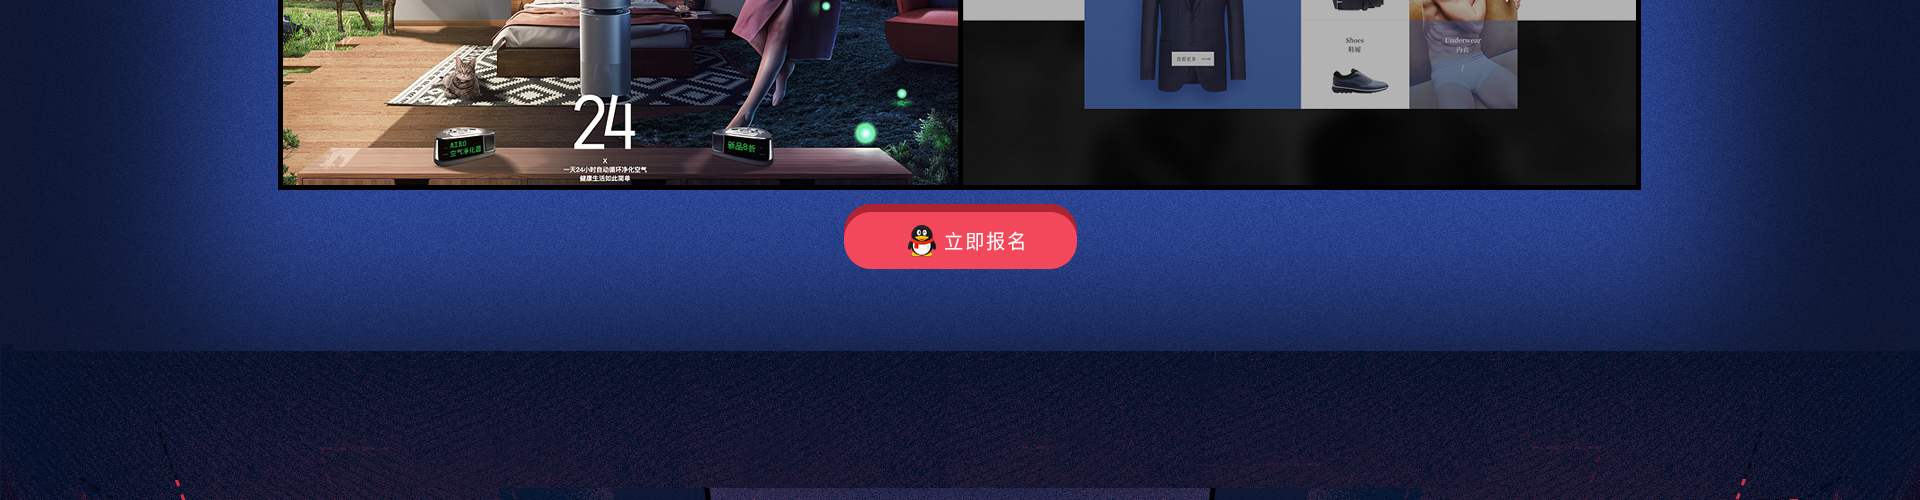 24
X
一天24小时自动循环净化空气
健康生活如此简单
AIRO
空气净化器
新品8折
Shoes
鞋履
Underwear
内衣
查看更多
立即报名